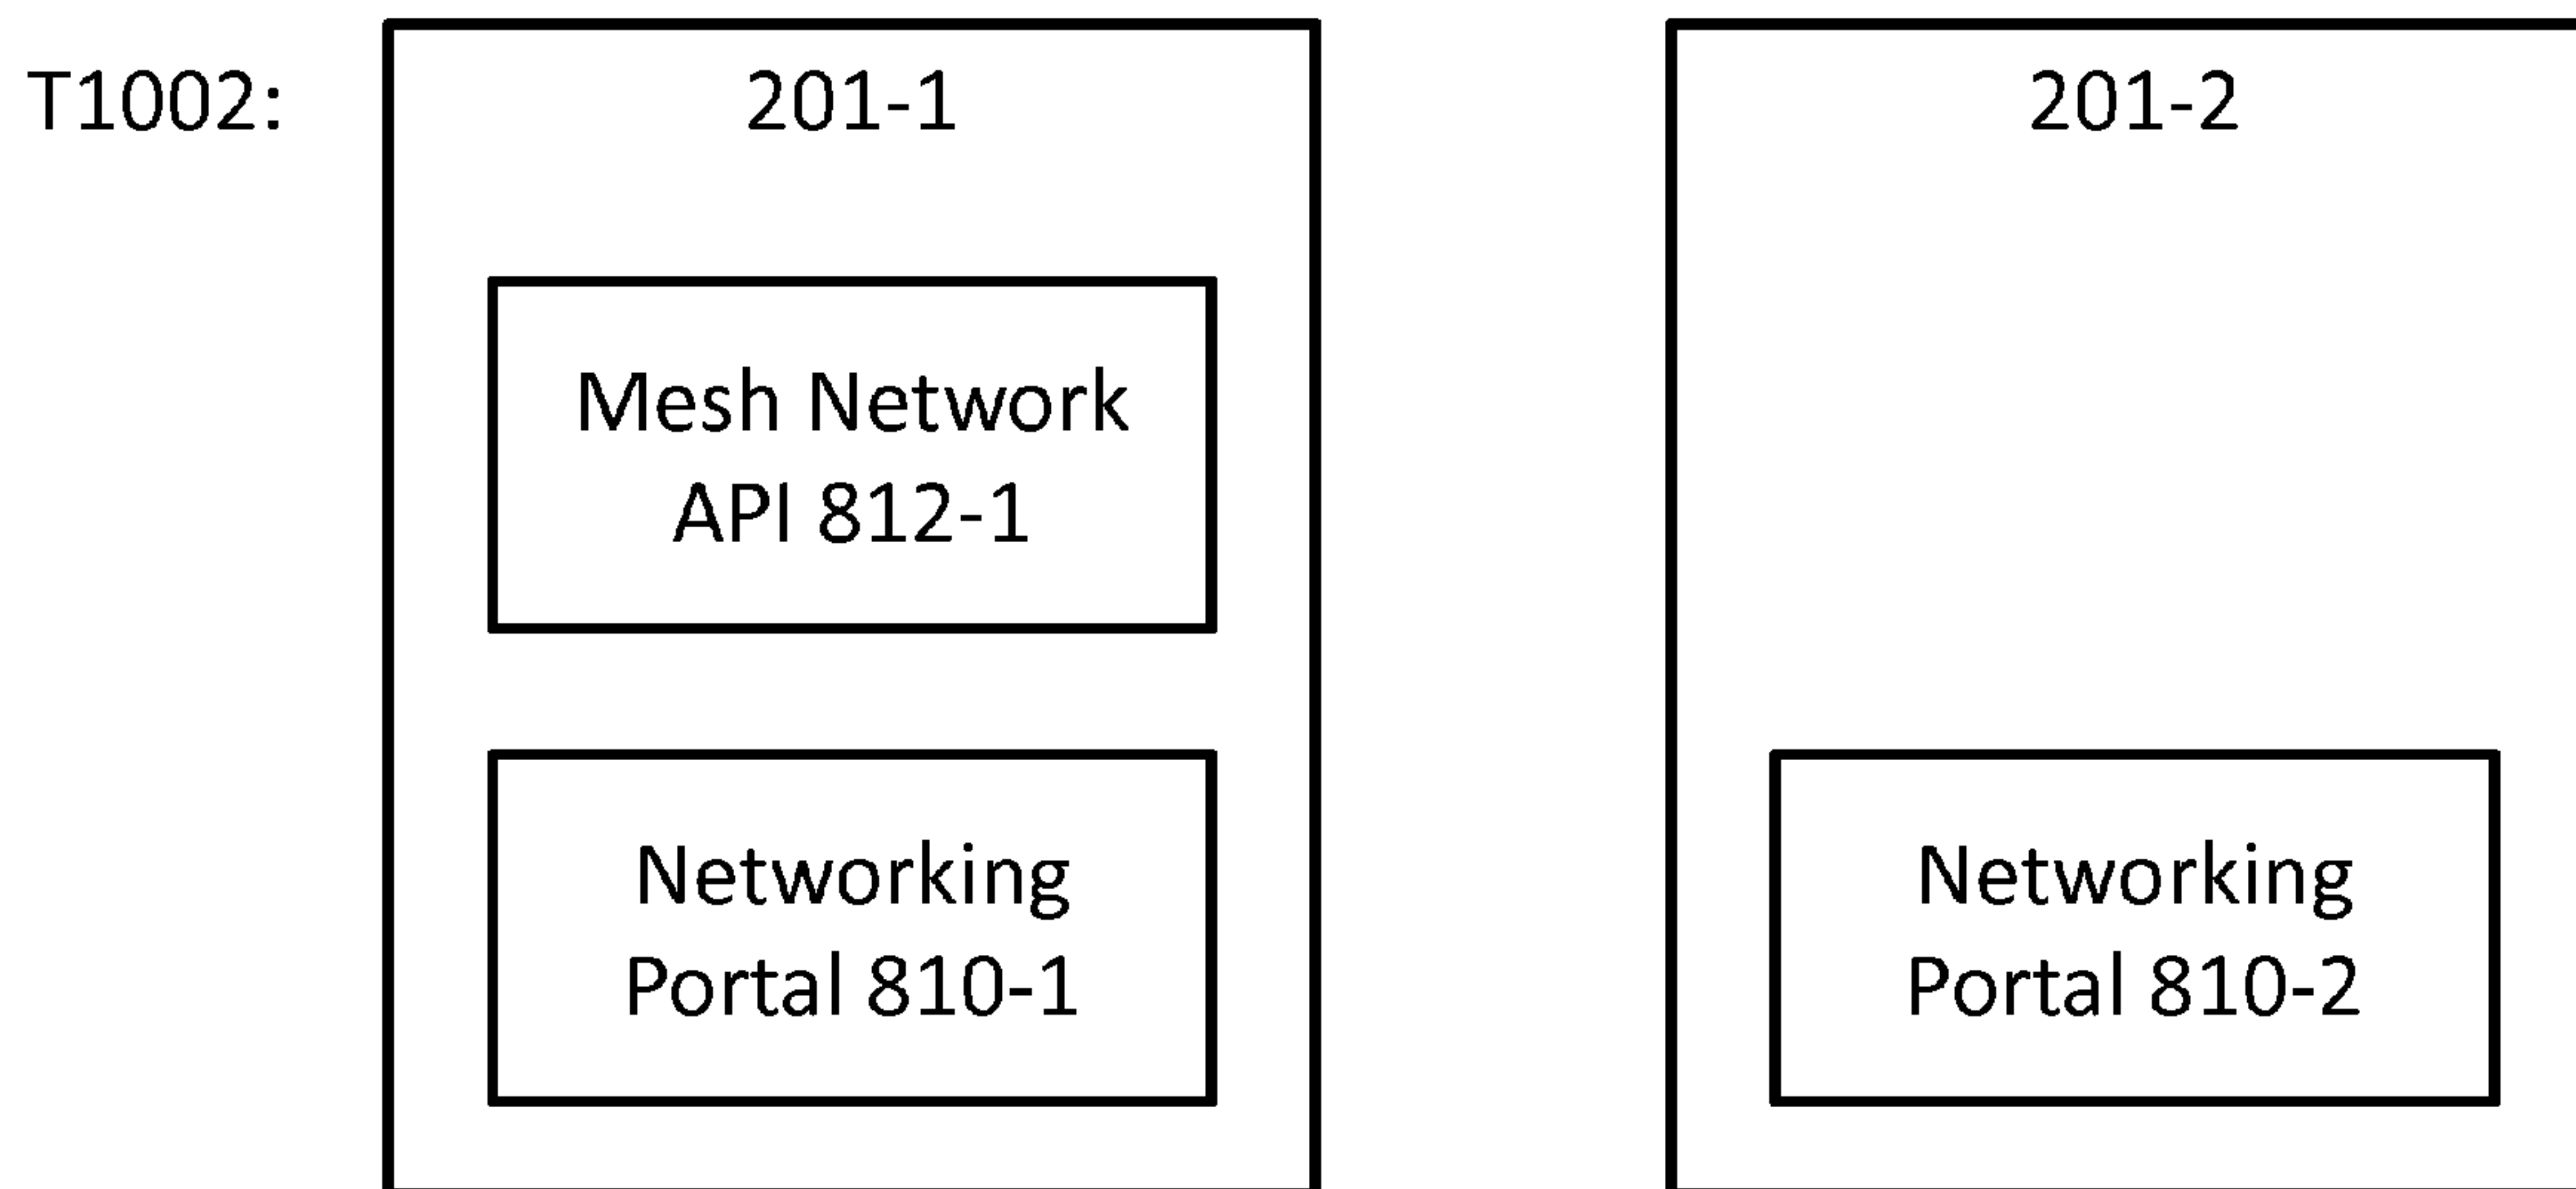 T1002:
201-1
201-2
Mesh Network
API 812-1
Networking
Portal 810-1
Networking
Portal 810-2